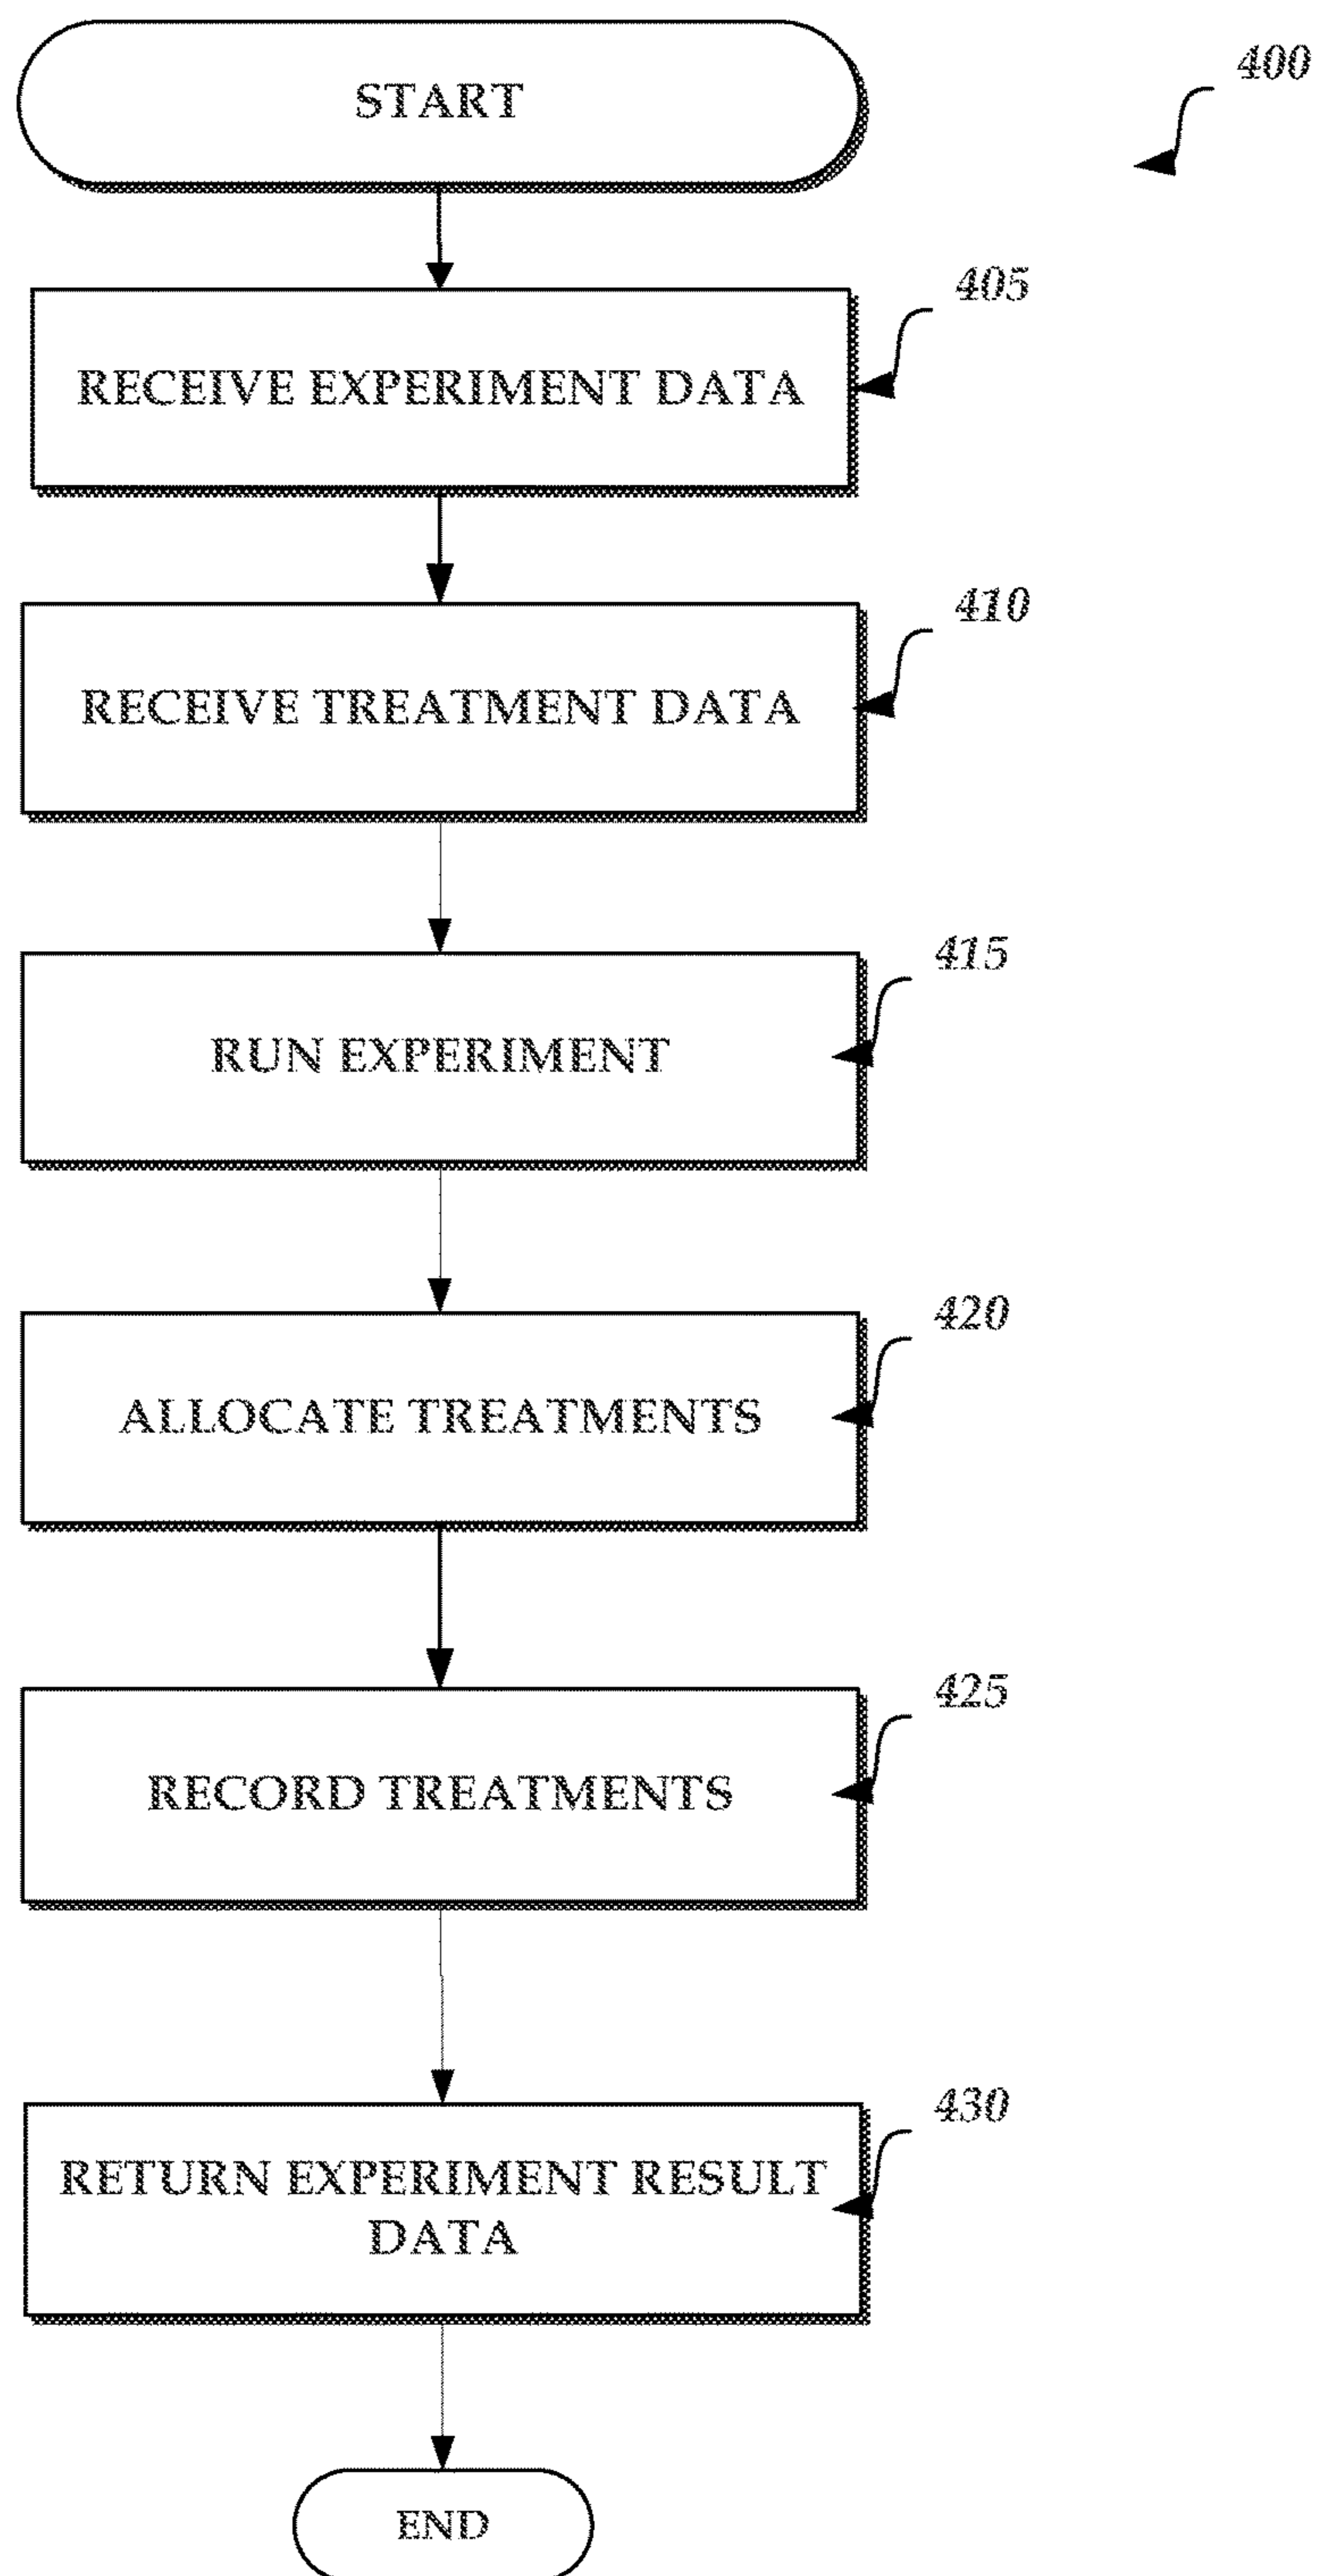 START
400
405
RECEIVE EXPERIMENT DATA
410
RECEIVE TREATMENT DATA
415
RUN EXPERIMENT
420
ALLOCATE TREATMENTS
425
RECORD TREATMENTS
430
RETURN EXPERIMENT RESULT
DATA
END